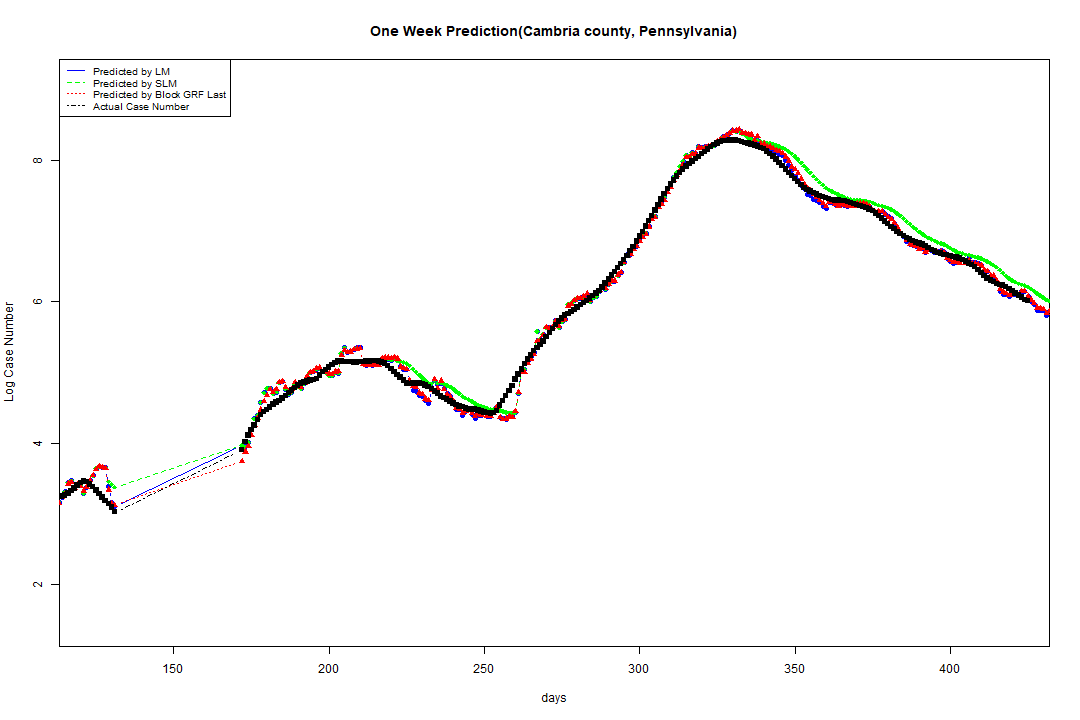 One Week Prediction(Cambria county, Pennsylvania)
Predicted by LM
Predicted by SLM
Predicted by Block GRF Last
Actual Case Number
8
6
4
2
Log Case Number
150 200 250 300 350 400
days